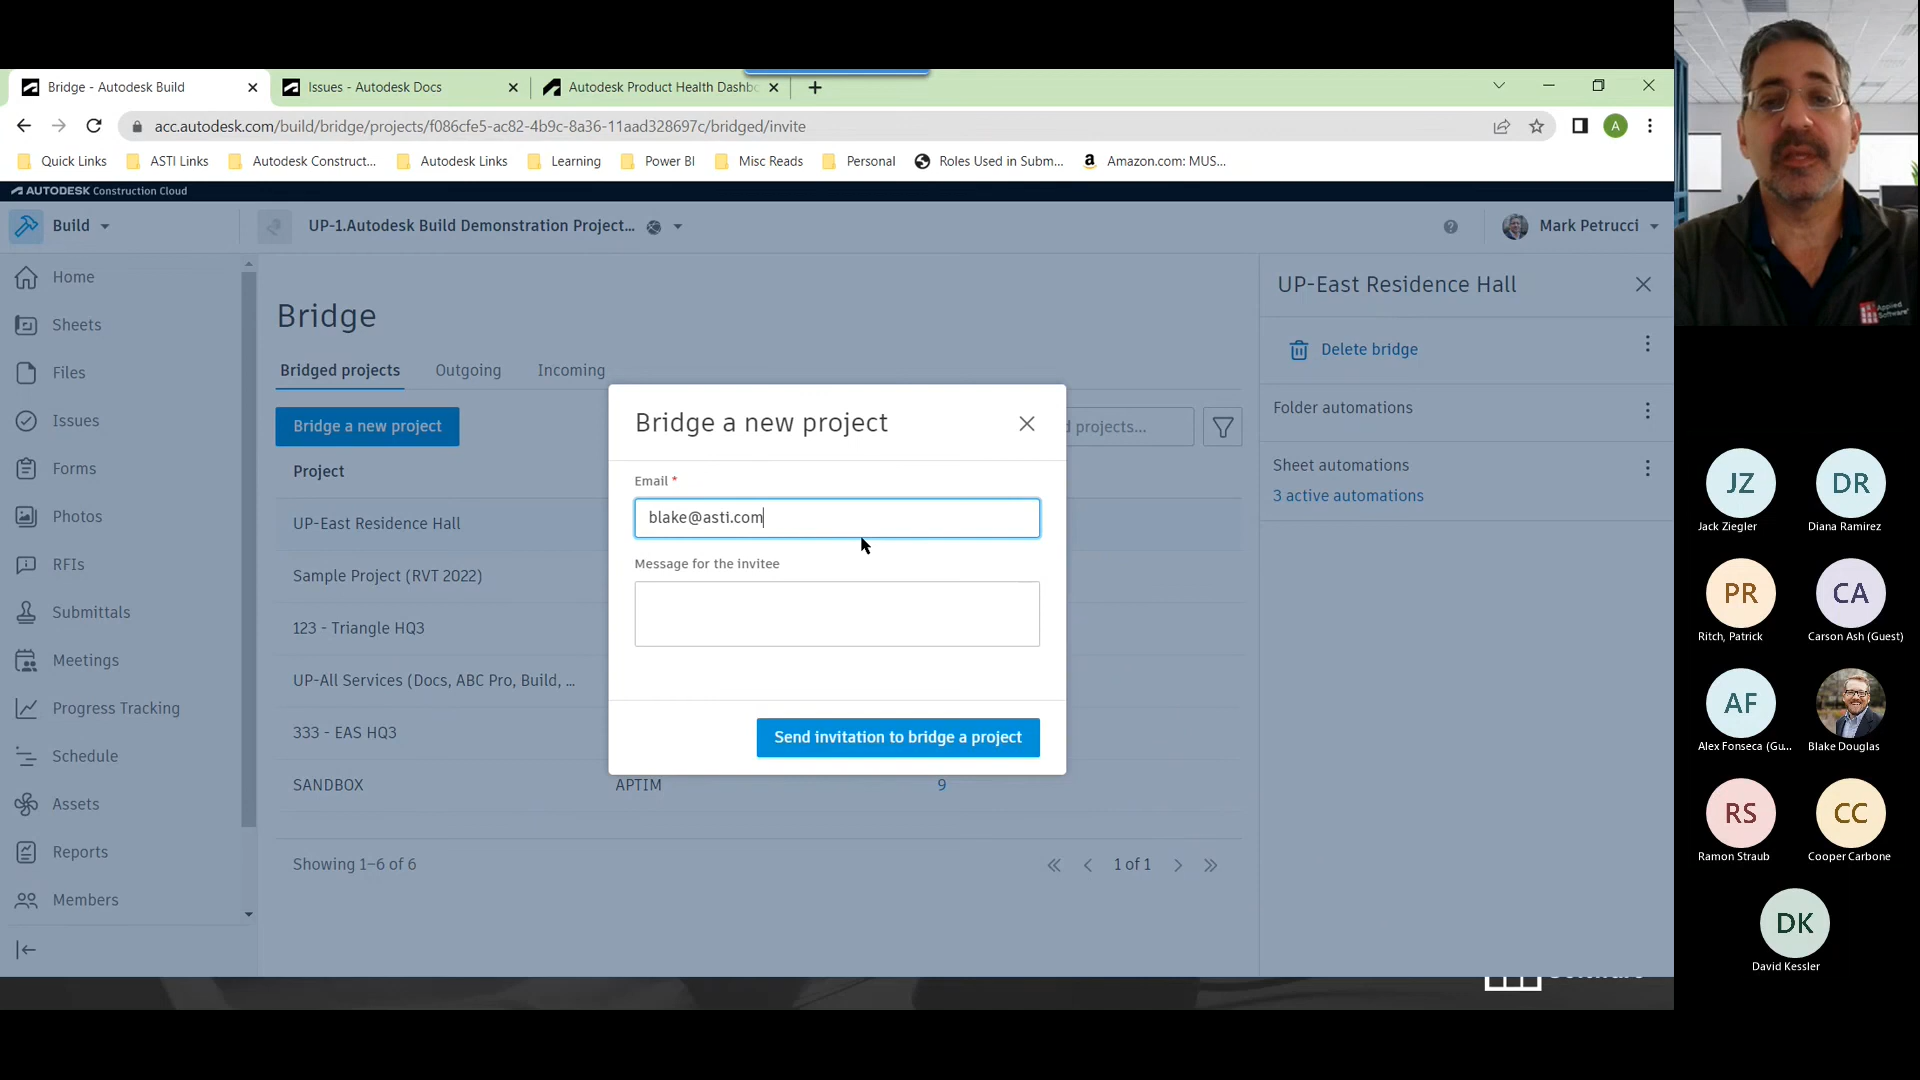 Bridge - Autodesk Build
Issues - Autodesk Docs
Autodesk Product Health Dashbo
acc.autodesk.com/build/bridge/projects/f086cfe5-ac82-4b9c-8a36-11aad328697c/bridged/invite
A
Quick Links
ASTI Links
Autodesk Construct...
Autodesk Links
Learning
Power BI
Misc Reads
Personal
Roles Used in Subm...
Amazon.com: MUS...
AUTODESK Construction Cloud
Build
UP-1.Autodesk Build Demonstration Project...
Mark Petrucci
Home
Sheets
Files
Issues
Forms
Photos
RFIs
Submittals
Meetings
Progress Tracking
Schedule
Assets
Reports
Members
Bridge
Bridged projects
Outgoing
Incoming
Bridge a new project
projects...
Project
UP-East Residence Hall
Sample Project (RVT 2022)
123 - Triangle HQ3
UP-All Services (Docs, ABC Pro, Build, ...
333 - EAS HQ3
SANDBOX
APTIM
9
Showing 1-6 of 6
1 of 1
Bridge a new project
Email *
blake@asti.com
Message for the invitee
Send invitation to bridge a project
UP-East Residence Hall
Delete bridge
Folder automations
Sheet automations
3 active automations
Applied
Software
JZ
Jack Ziegler
DR
Diana Ramirez
PR
Ritch, Patrick
CA
Carson Ash (Guest)
AF
Alex Fonseca (Gu...
Blake Douglas
RS
Ramon Straub
CC
Cooper Carbone
DK
David Kessler